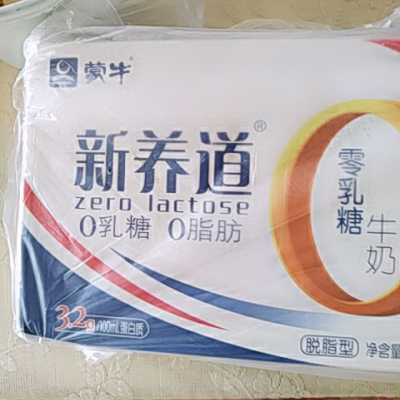 蒙牛
新养道®
zero lactose
0乳糖 0脂肪
零乳糖
牛奶
3.2g/100mL蛋白质
脱脂型 净含量